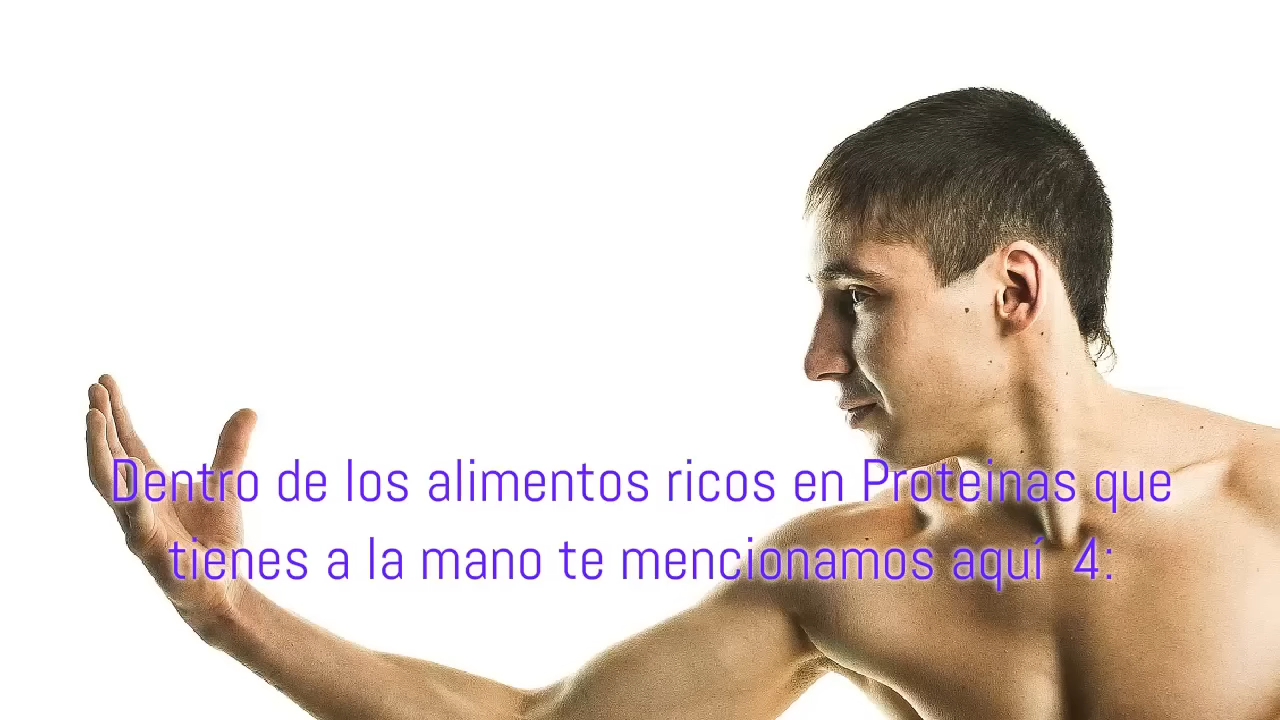 Dentro de los alimentos ricos en Proteinas que
tienes a la mano te mencionamos aquí  4: